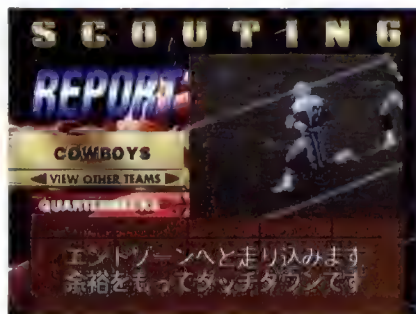 SCOUTING
REPORT
COWBOYS
VIEW OTHER TEAMS
QUARTERBACKS
エンドゾーンへと走り込みます
余裕をもってタッチダウンです